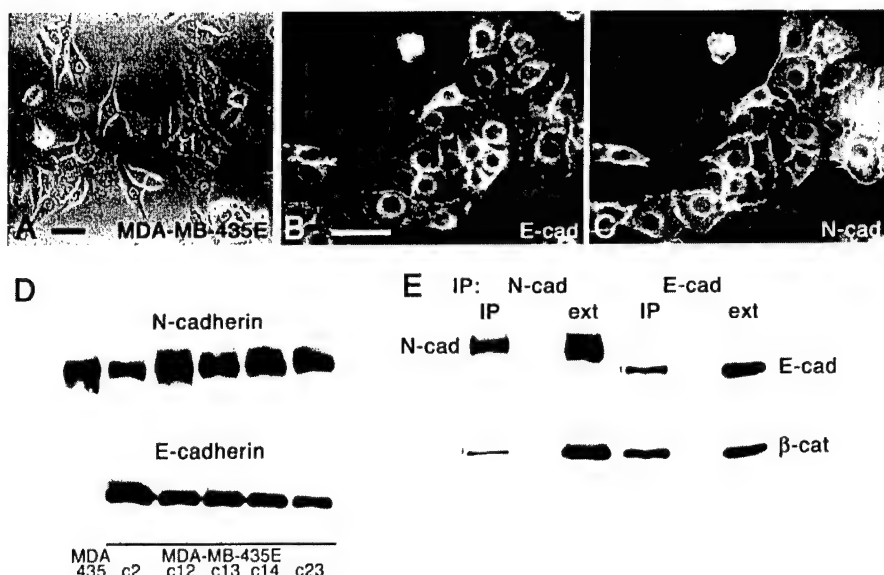 A MDA-MB-435E
B E-cad
C N-cad
D
N-cadherin
E-cadherin
MDA MDA-MB-435E
435 c2 c12 c13 c14 c23
E IP: N-cad E-cad
IP ext IP ext
N-cad
E-cad
β-cat